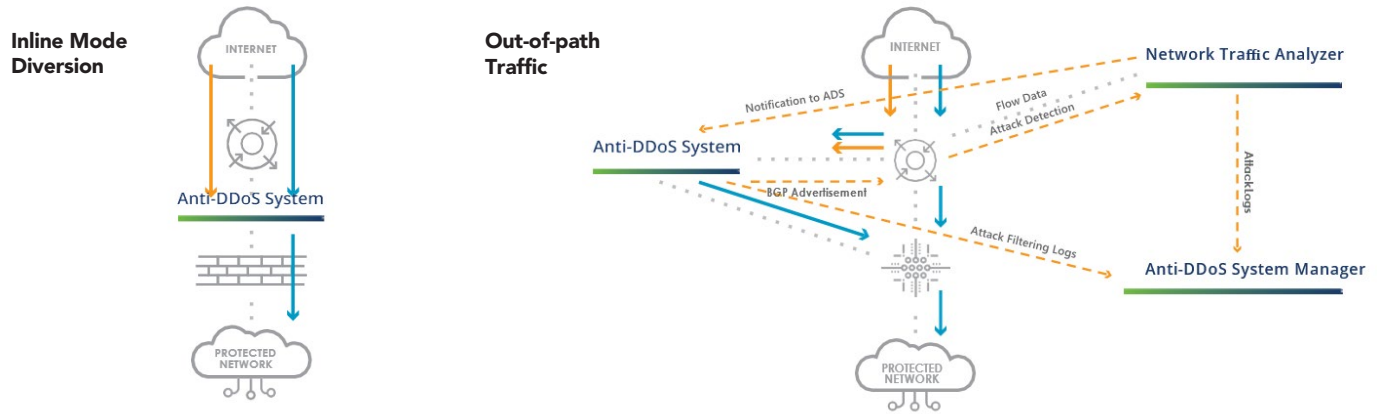 Inline Mode
Diversion
INTERNET
Anti-DDoS System
PROTECTED
NETWORK
Out-of-path
Traffic
INTERNET
Network Traffic Analyzer
Notification to ADS
Flow Data
Attack Detection
Anti-DDoS System
BGP Advertisement
AttackLogs
Attack Filtering Logs
Anti-DDoS System Manager
PROTECTED
NETWORK